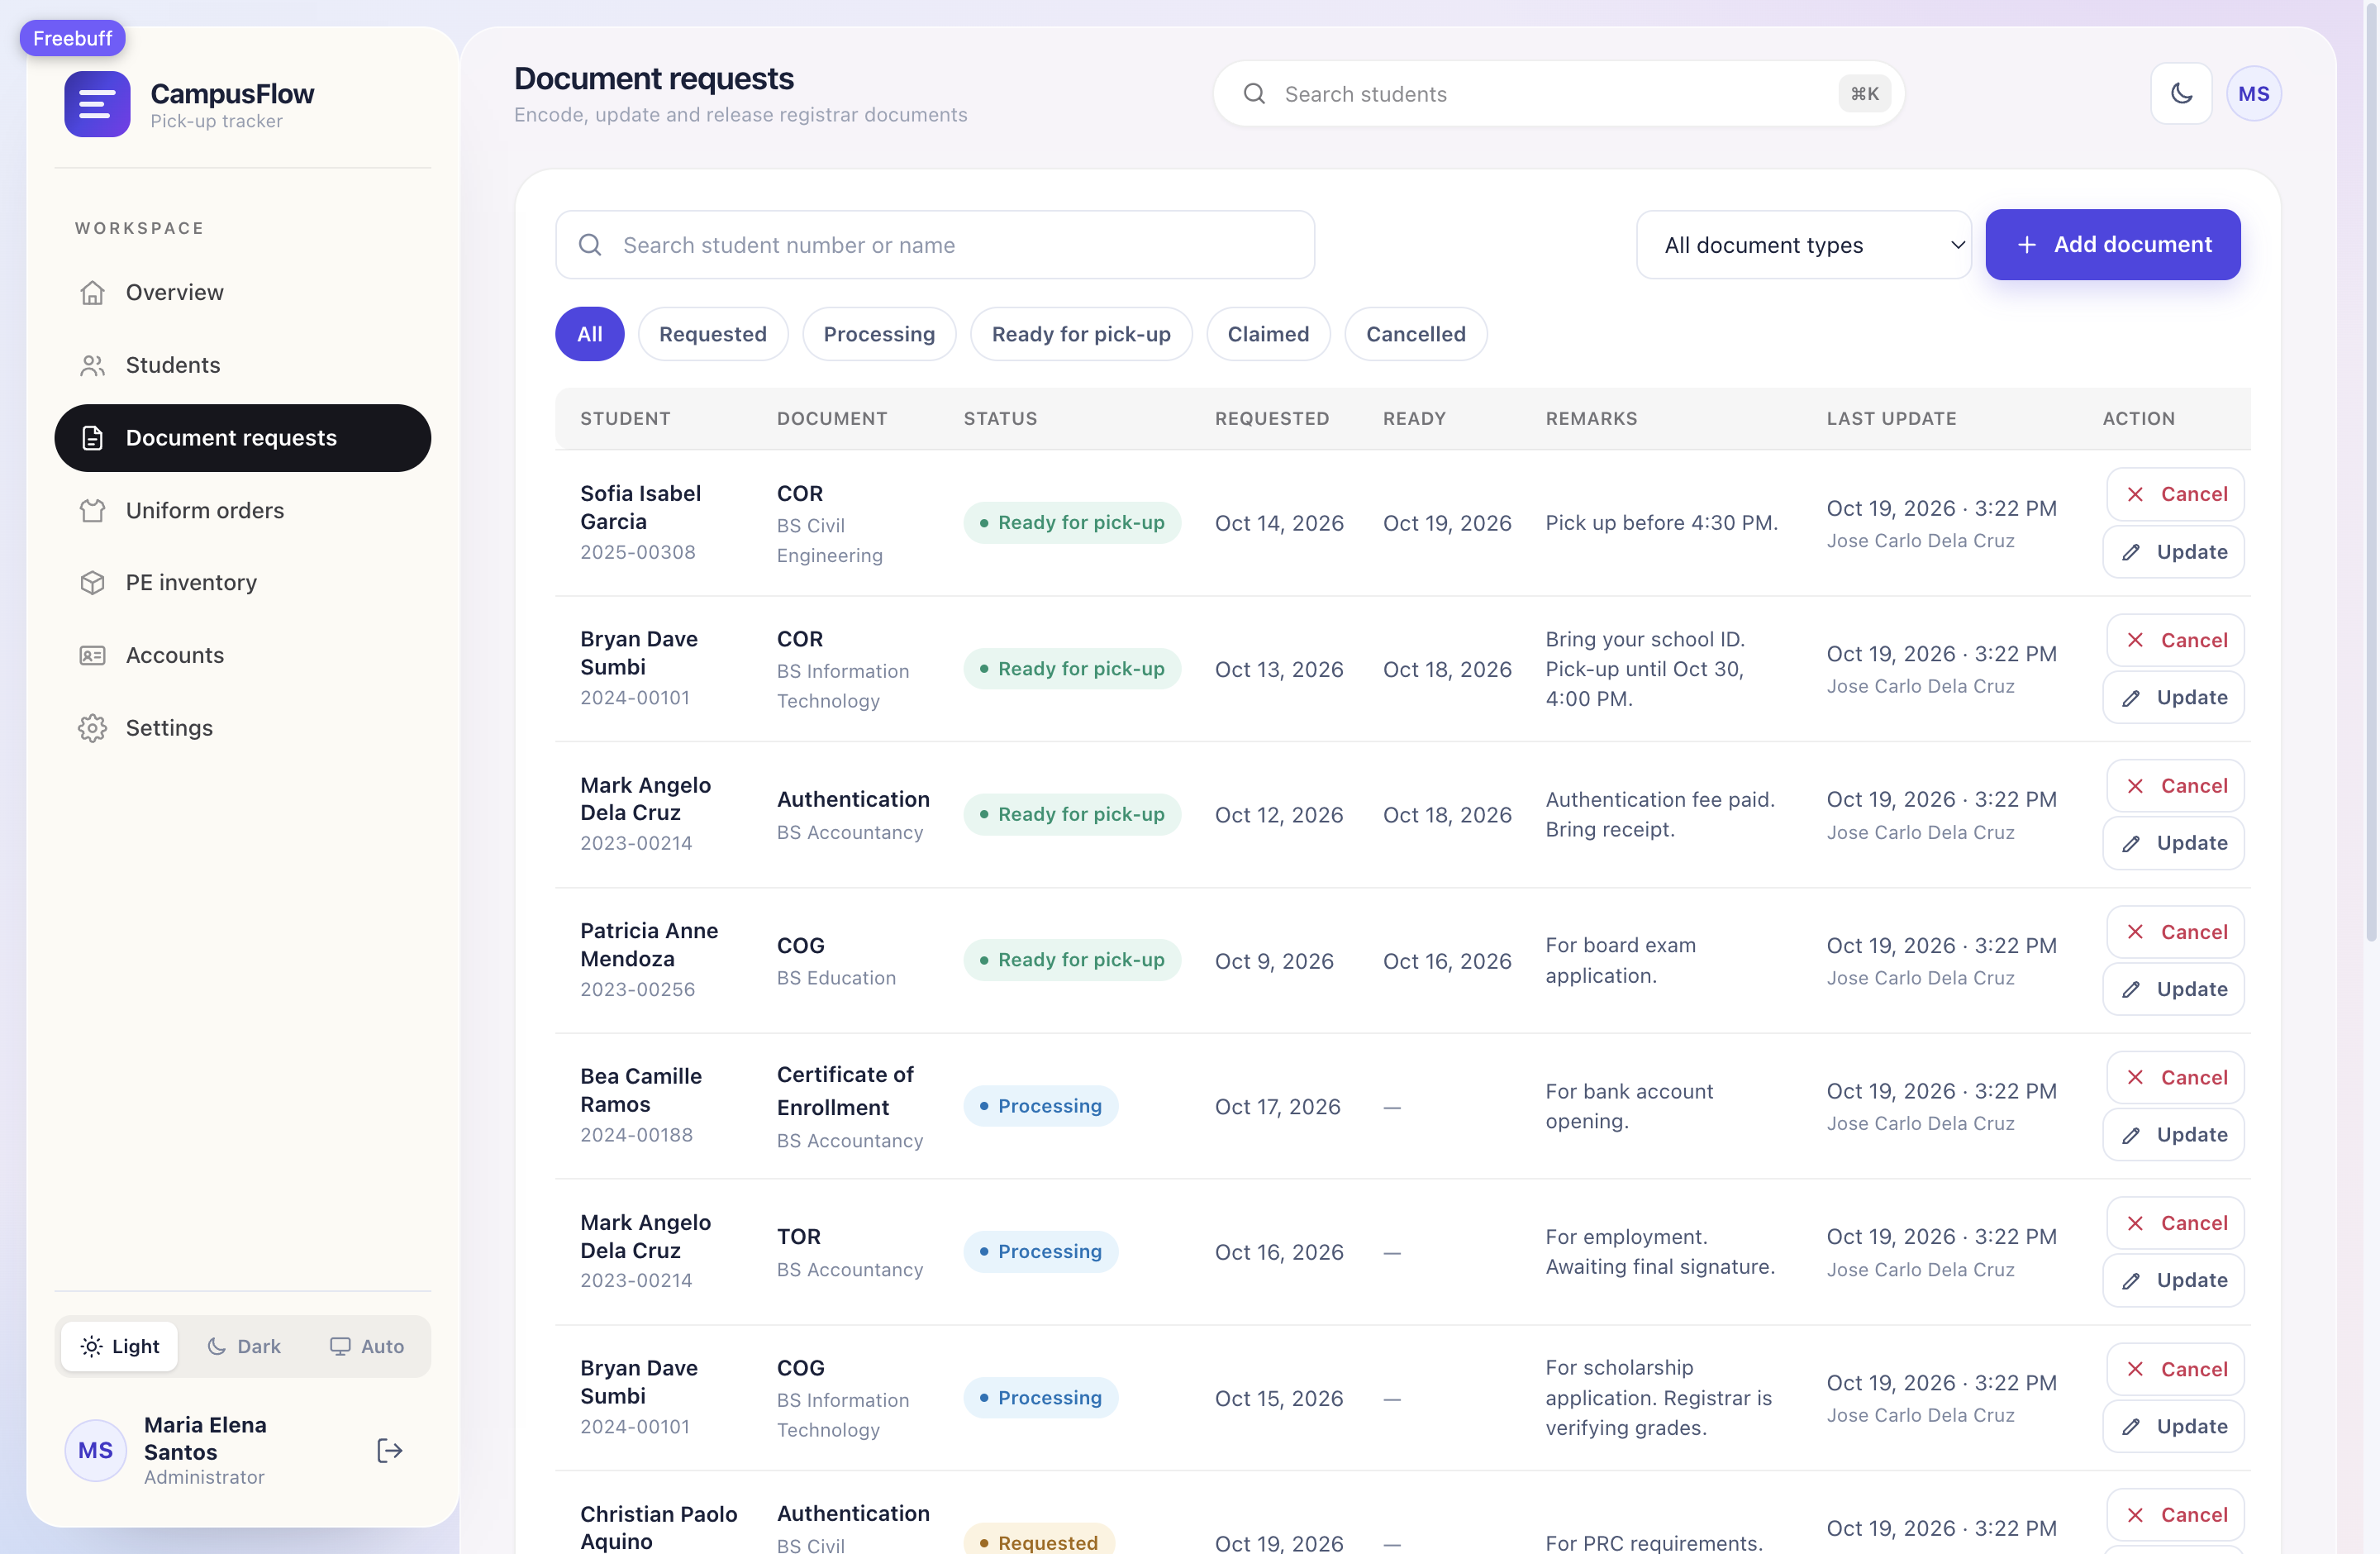 Freebuff
CampusFlow
Pick-up tracker
WORKSPACE
Overview
Students
Document requests
Uniform orders
PE inventory
Accounts
Settings
Light
Dark
Auto
MS
Maria Elena
Santos
Administrator
Document requests
Encode, update and release registrar documents
Search students
⌘K
MS
Search student number or name
All document types
+ Add document
All
Requested
Processing
Ready for pick-up
Claimed
Cancelled
STUDENT DOCUMENT STATUS REQUESTED READY REMARKS LAST UPDATE ACTION
Sofia Isabel
Garcia
2025-00308
COR
BS Civil
Engineering
Ready for pick-up
Oct 14, 2026
Oct 19, 2026
Pick up before 4:30 PM.
Oct 19, 2026 · 3:22 PM
Jose Carlo Dela Cruz
Cancel
Update
Bryan Dave
Sumbi
2024-00101
COR
BS Information
Technology
Ready for pick-up
Oct 13, 2026
Oct 18, 2026
Bring your school ID.
Pick-up until Oct 30,
4:00 PM.
Oct 19, 2026 · 3:22 PM
Jose Carlo Dela Cruz
Cancel
Update
Mark Angelo
Dela Cruz
2023-00214
Authentication
BS Accountancy
Ready for pick-up
Oct 12, 2026
Oct 18, 2026
Authentication fee paid.
Bring receipt.
Oct 19, 2026 · 3:22 PM
Jose Carlo Dela Cruz
Cancel
Update
Patricia Anne
Mendoza
2023-00256
COG
BS Education
Ready for pick-up
Oct 9, 2026
Oct 16, 2026
For board exam
application.
Oct 19, 2026 · 3:22 PM
Jose Carlo Dela Cruz
Cancel
Update
Bea Camille
Ramos
2024-00188
Certificate of
Enrollment
BS Accountancy
Processing
Oct 17, 2026
—
For bank account
opening.
Oct 19, 2026 · 3:22 PM
Jose Carlo Dela Cruz
Cancel
Update
Mark Angelo
Dela Cruz
2023-00214
TOR
BS Accountancy
Processing
Oct 16, 2026
—
For employment.
Awaiting final signature.
Oct 19, 2026 · 3:22 PM
Jose Carlo Dela Cruz
Cancel
Update
Bryan Dave
Sumbi
2024-00101
COG
BS Information
Technology
Processing
Oct 15, 2026
—
For scholarship
application. Registrar is
verifying grades.
Oct 19, 2026 · 3:22 PM
Jose Carlo Dela Cruz
Cancel
Update
Christian Paolo
Aquino
Authentication
BS Civil
Requested
Oct 19, 2026
—
For PRC requirements.
Oct 19, 2026 · 3:22 PM
Cancel